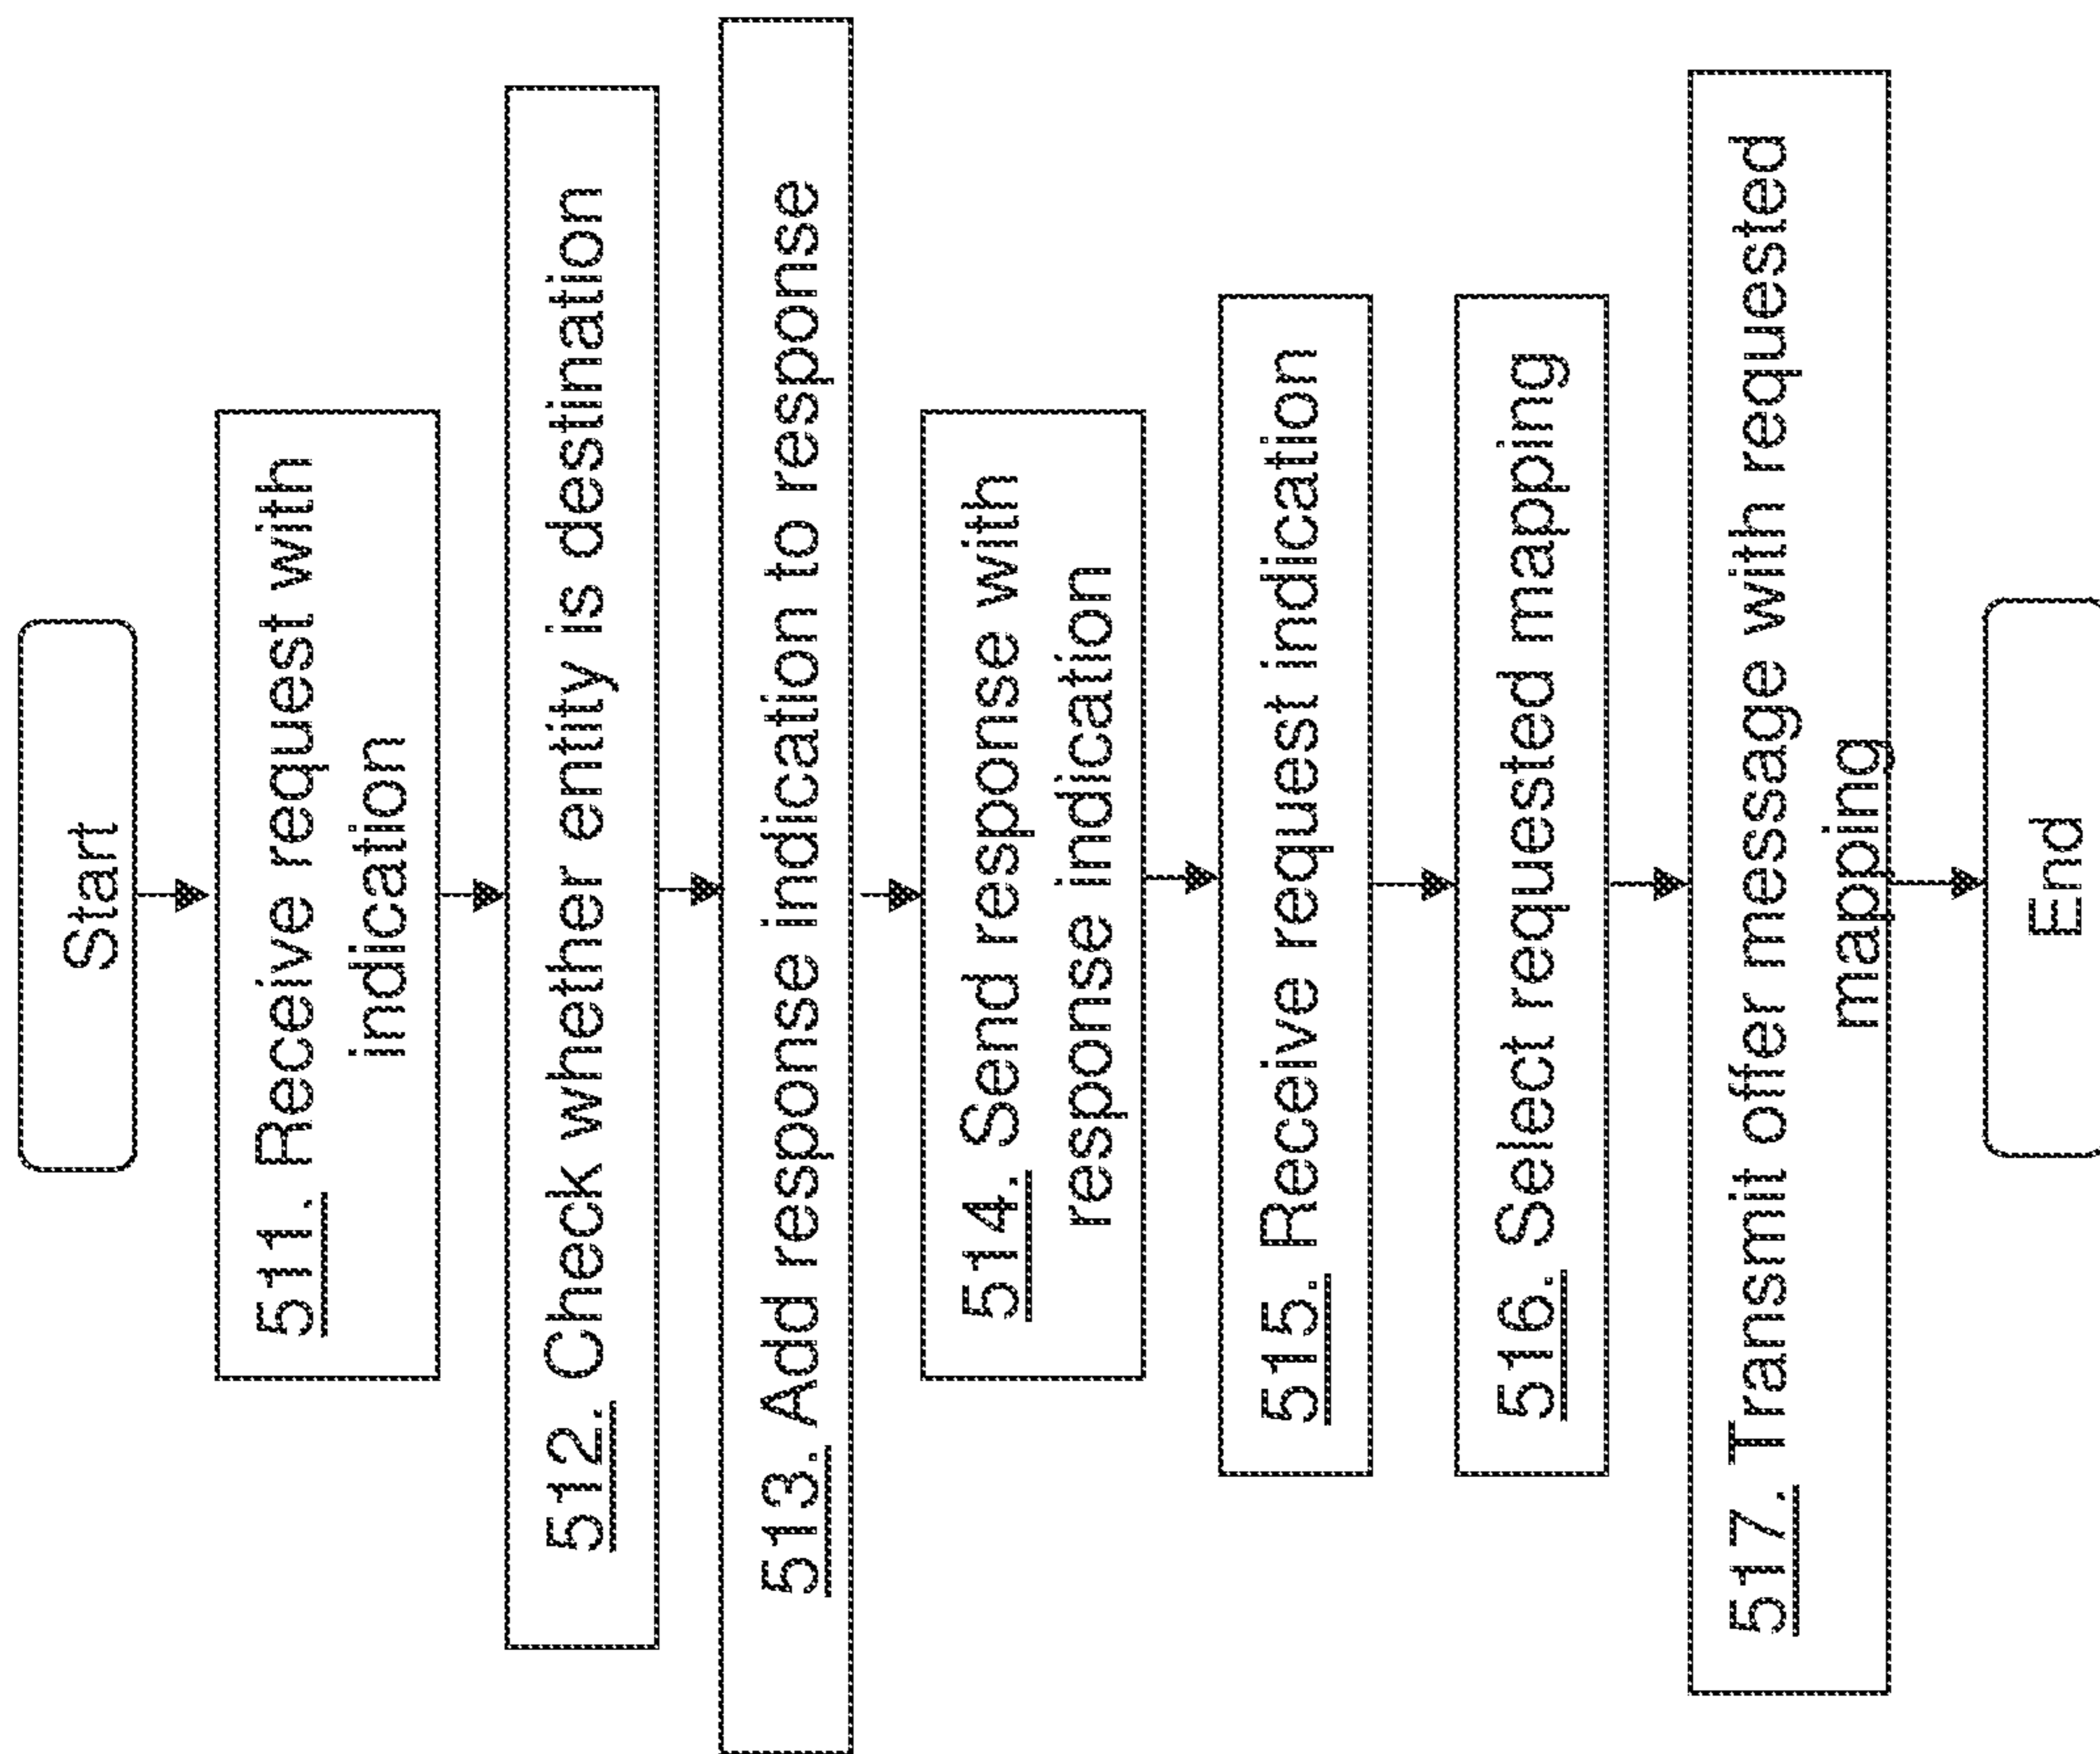 Start
511. Receive request with
indication
512. Check whether entity is destination
513. Add response indication to response
514. Send response with
response indication
515. Receive request indication
516. Select requested mapping
517. Transmit offer message with requested
mapping
End